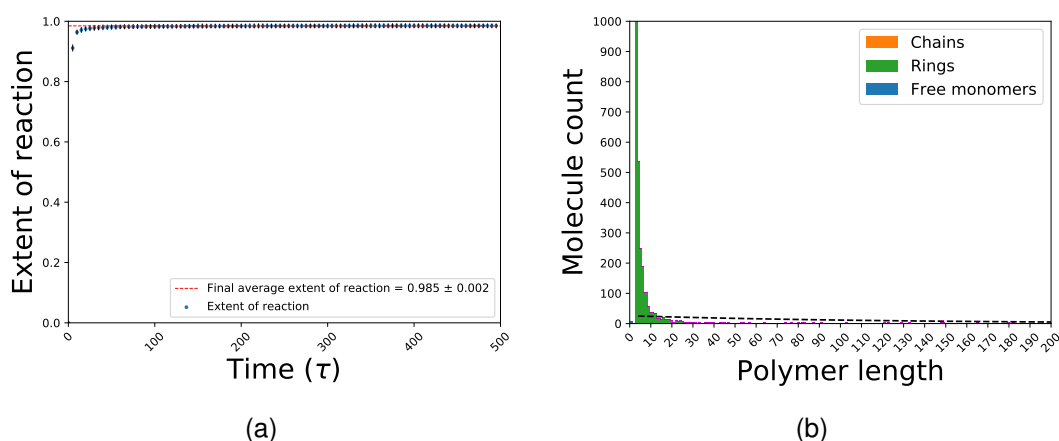 1.0
0.8
0.6
0.4
0.2
0.0
Extent of reaction
0
100
200
300
400
500
Time (τ)
Final average extent of reaction = 0.985 ± 0.002
Extent of reaction
(a)
1000
900
800
700
600
500
400
300
200
100
0
Molecule count
0 10 20 30 40 50 60 70 80 90 100 110 120 130 140 150 160 170 180 190 200
Polymer length
Chains
Rings
Free monomers
(b)